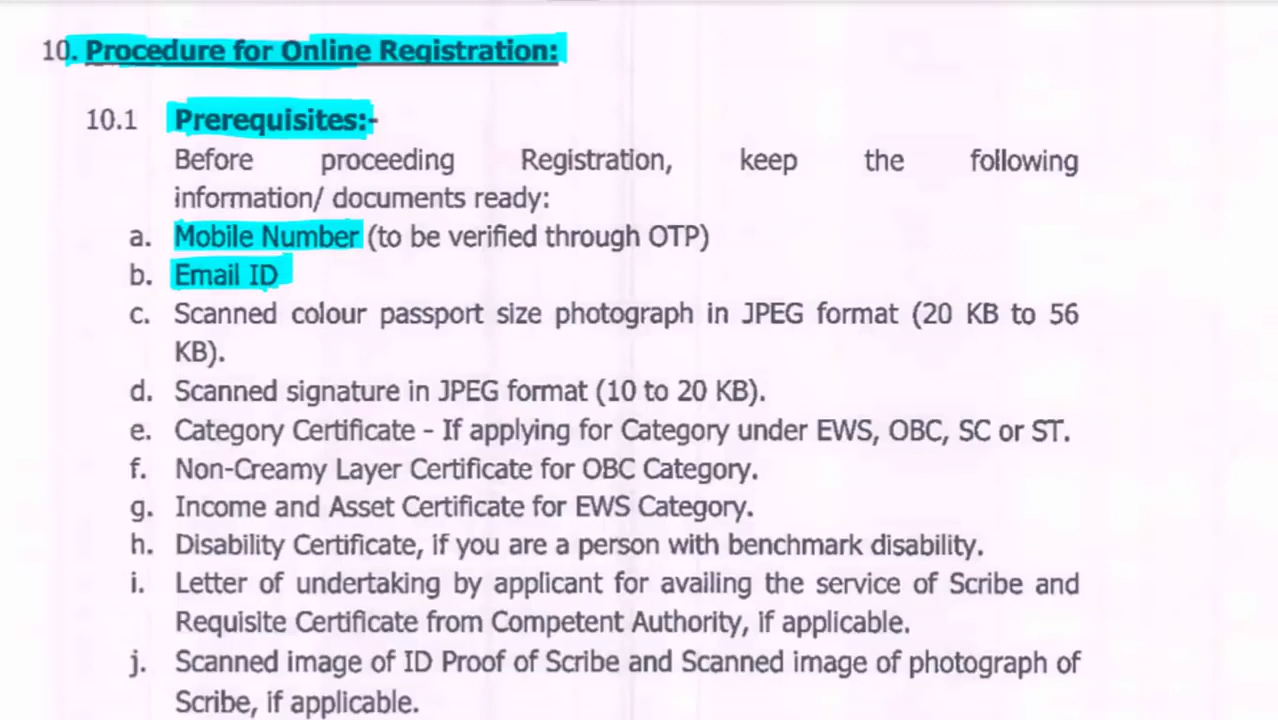 10. Procedure for Online Registration:
10.1 Prerequisites:-
Before proceeding Registration, keep the following
information/ documents ready:
a. Mobile Number (to be verified through OTP)
b. Email ID
c. Scanned colour passport size photograph in JPEG format (20 KB to 56
KB).
d. Scanned signature in JPEG format (10 to 20 KB).
e. Category Certificate - If applying for Category under EWS, OBC, SC or ST.
f. Non-Creamy Layer Certificate for OBC Category.
g. Income and Asset Certificate for EWS Category.
h. Disability Certificate, if you are a person with benchmark disability.
i. Letter of undertaking by applicant for availing the service of Scribe and
Requisite Certificate from Competent Authority, if applicable.
j. Scanned image of ID Proof of Scribe and Scanned image of photograph of
Scribe, if applicable.